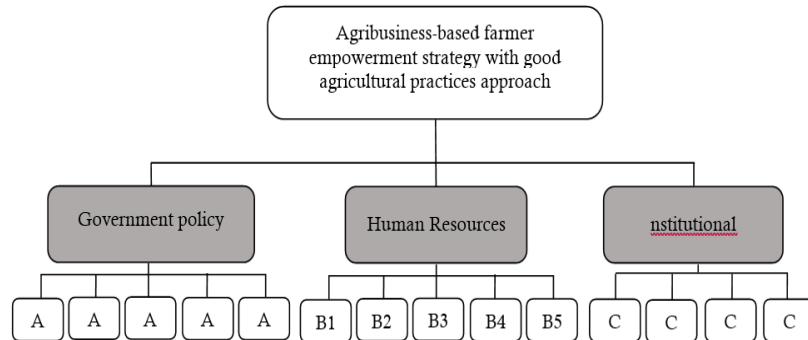 Agribusiness-based farmer
empowerment strategy with good
agricultural practices approach
Government policy
Human Resources
nstitutional
A
A
A
A
A
B1
B2
B3
B4
B5
C
C
C
C